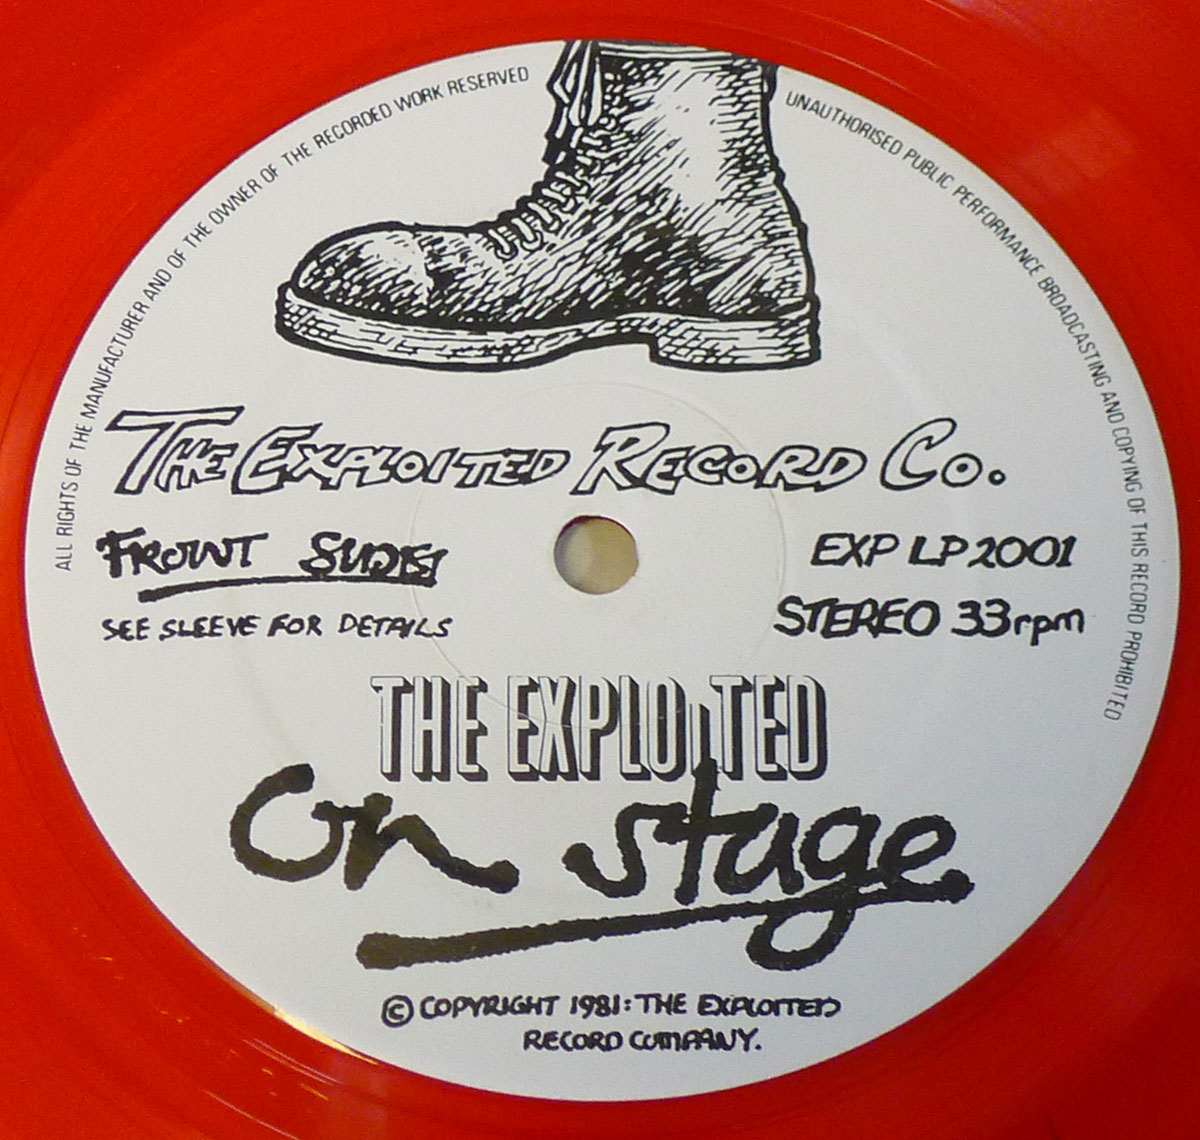 ALL RIGHTS OF THE MANUFACTURER AND OF THE OWNER OF THE RECORDED WORK RESERVED
UNAUTHORISED PUBLIC PERFORMANCE BROADCASTING AND COPYING OF THIS RECORD PROHIBITED
THE EXPLOITED RECORD CO.
FRONT SIDE
SEE SLEEVE FOR DETAILS
EXP LP 2001
STEREO 33rpm
THE EXPLOITED
On stage
© COPYRIGHT 1981: THE EXPLOITED
RECORD COMPANY.